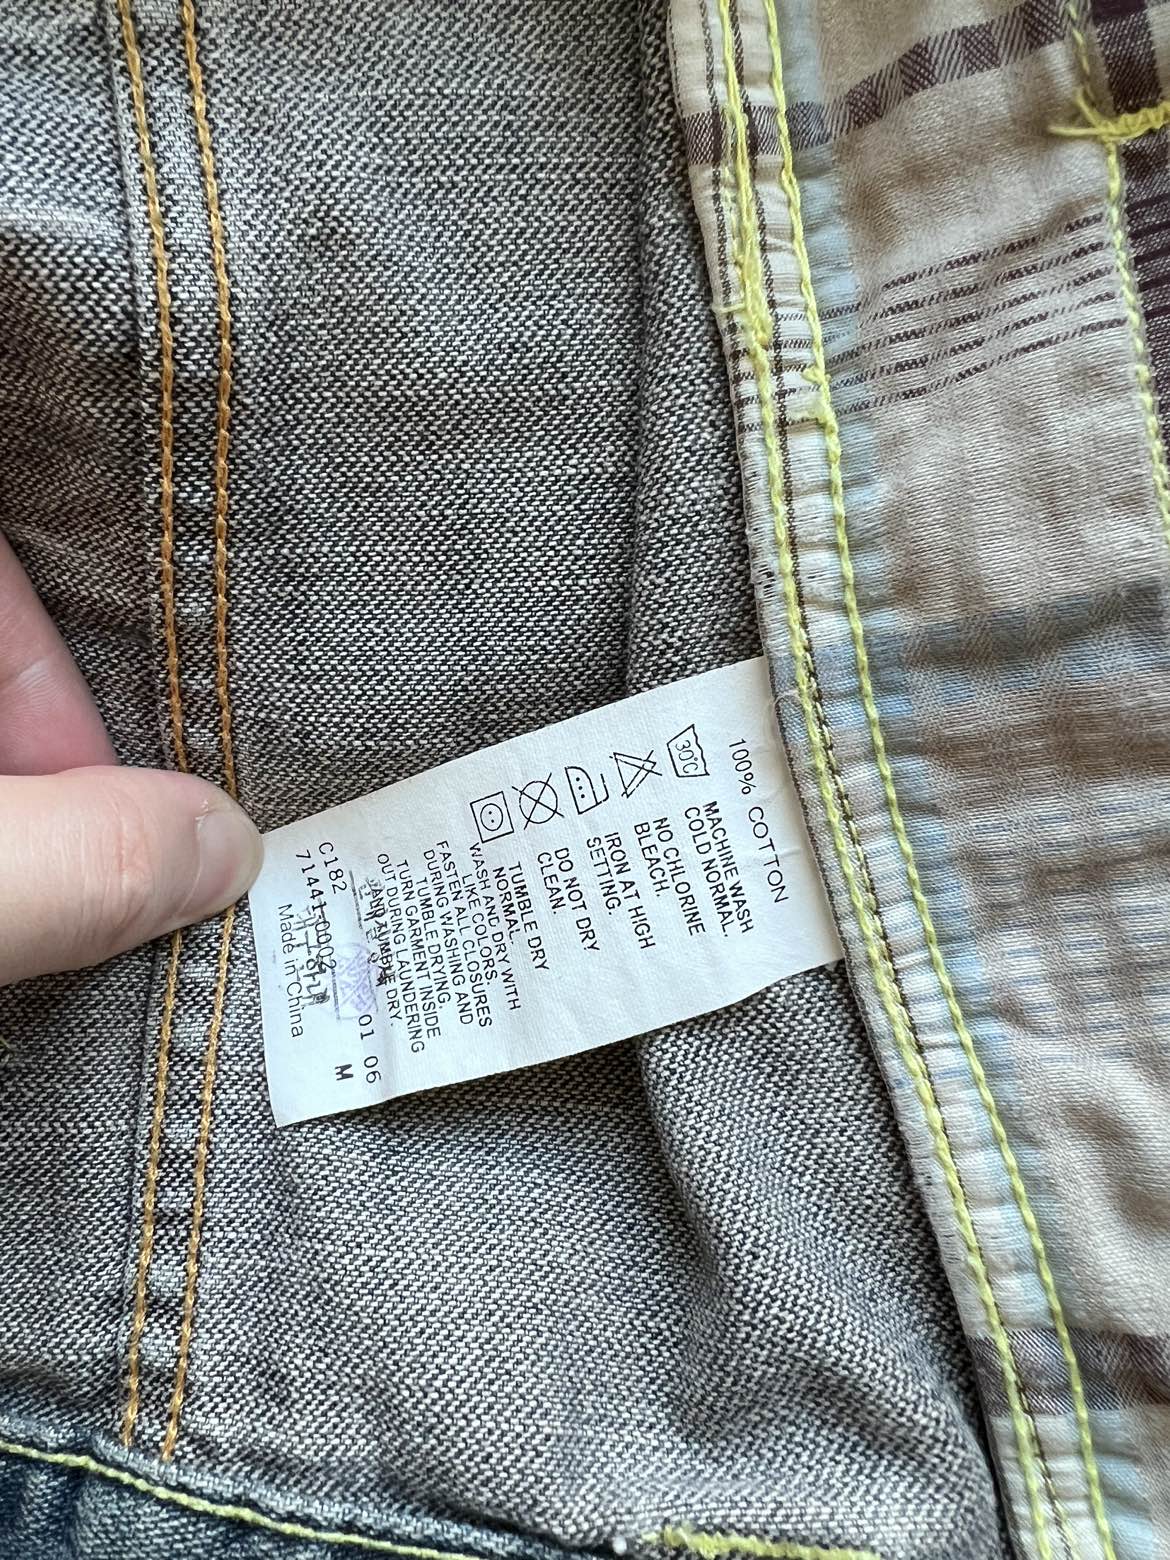 100% COTTON
30°C
MACHINE WASH
COLD NORMAL.
NO CHLORINE
BLEACH.
IRON AT HIGH
SETTING.
DO NOT DRY
CLEAN.
TUMBLE DRY
NORMAL.
WASH AND DRY WITH
LIKE COLORS.
FASTEN ALL CLOSURES
DURING WASHING AND
TUMBLE DRYING.
TURN GARMENT INSIDE
OUT DURING LAUNDERING
AND TUMBLE DRY.
01 06
C182
M
Made in China